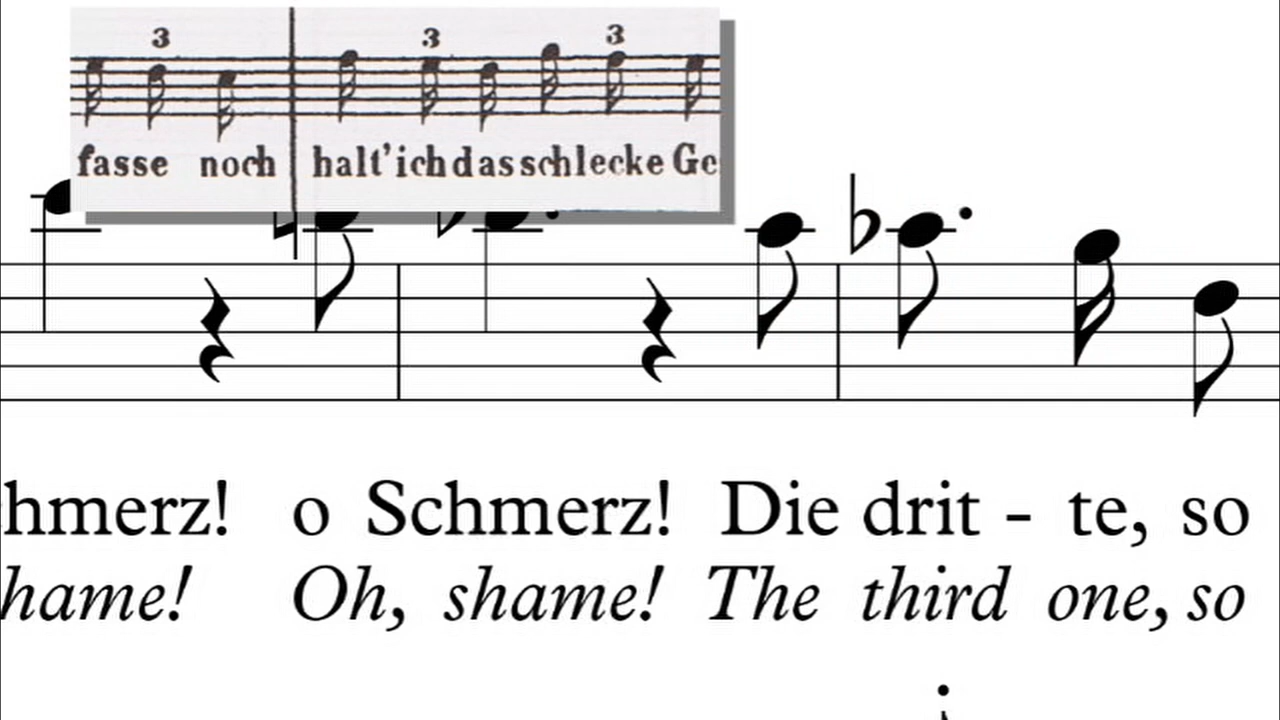 3 3 3
fasse noch halt' ich das schlecke Ge
hmerz! o Schmerz! Die drit - te, so
hame! Oh, shame! The third one, so